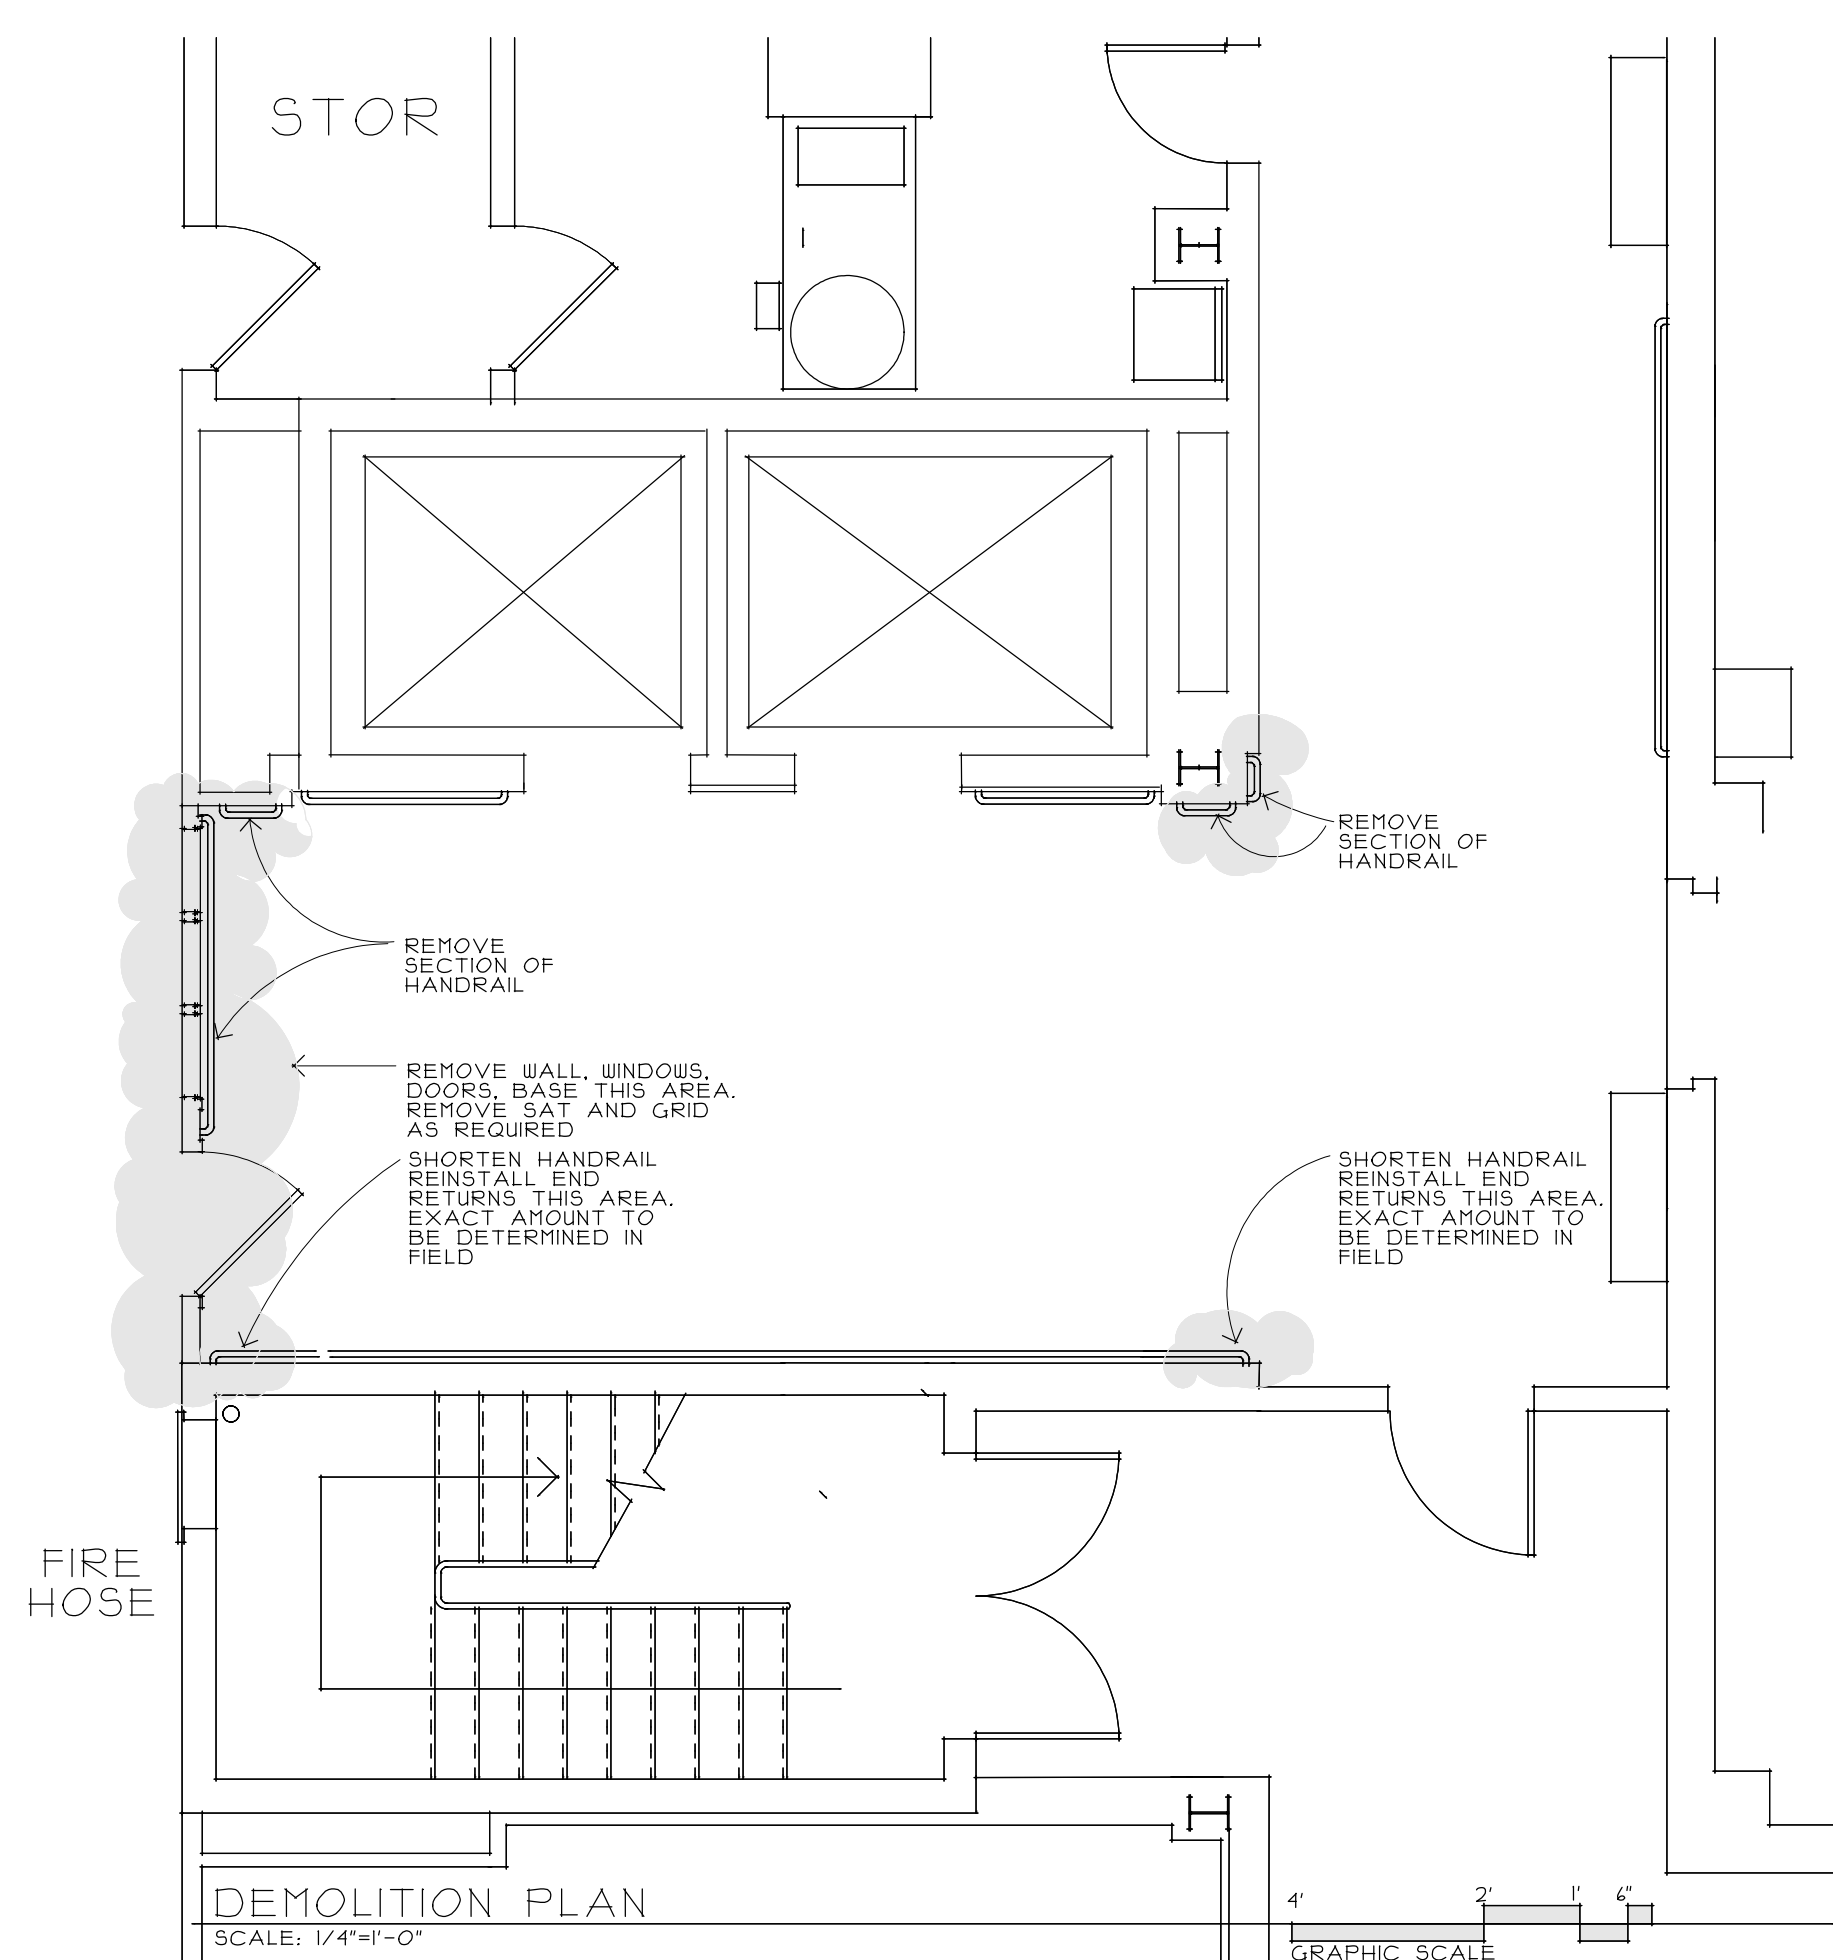 STOR
REMOVE
SECTION OF
HANDRAIL
REMOVE
SECTION OF
HANDRAIL
REMOVE WALL, WINDOWS,
DOORS, BASE THIS AREA.
REMOVE SAT AND GRID
AS REQUIRED
SHORTEN HANDRAIL
REINSTALL END
RETURNS THIS AREA.
EXACT AMOUNT TO
BE DETERMINED IN
FIELD
SHORTEN HANDRAIL
REINSTALL END
RETURNS THIS AREA.
EXACT AMOUNT TO
BE DETERMINED IN
FIELD
FIRE
HOSE
DEMOLITION PLAN
SCALE: 1/4"=1'-0"
4' 2' 1' 6"
GRAPHIC SCALE